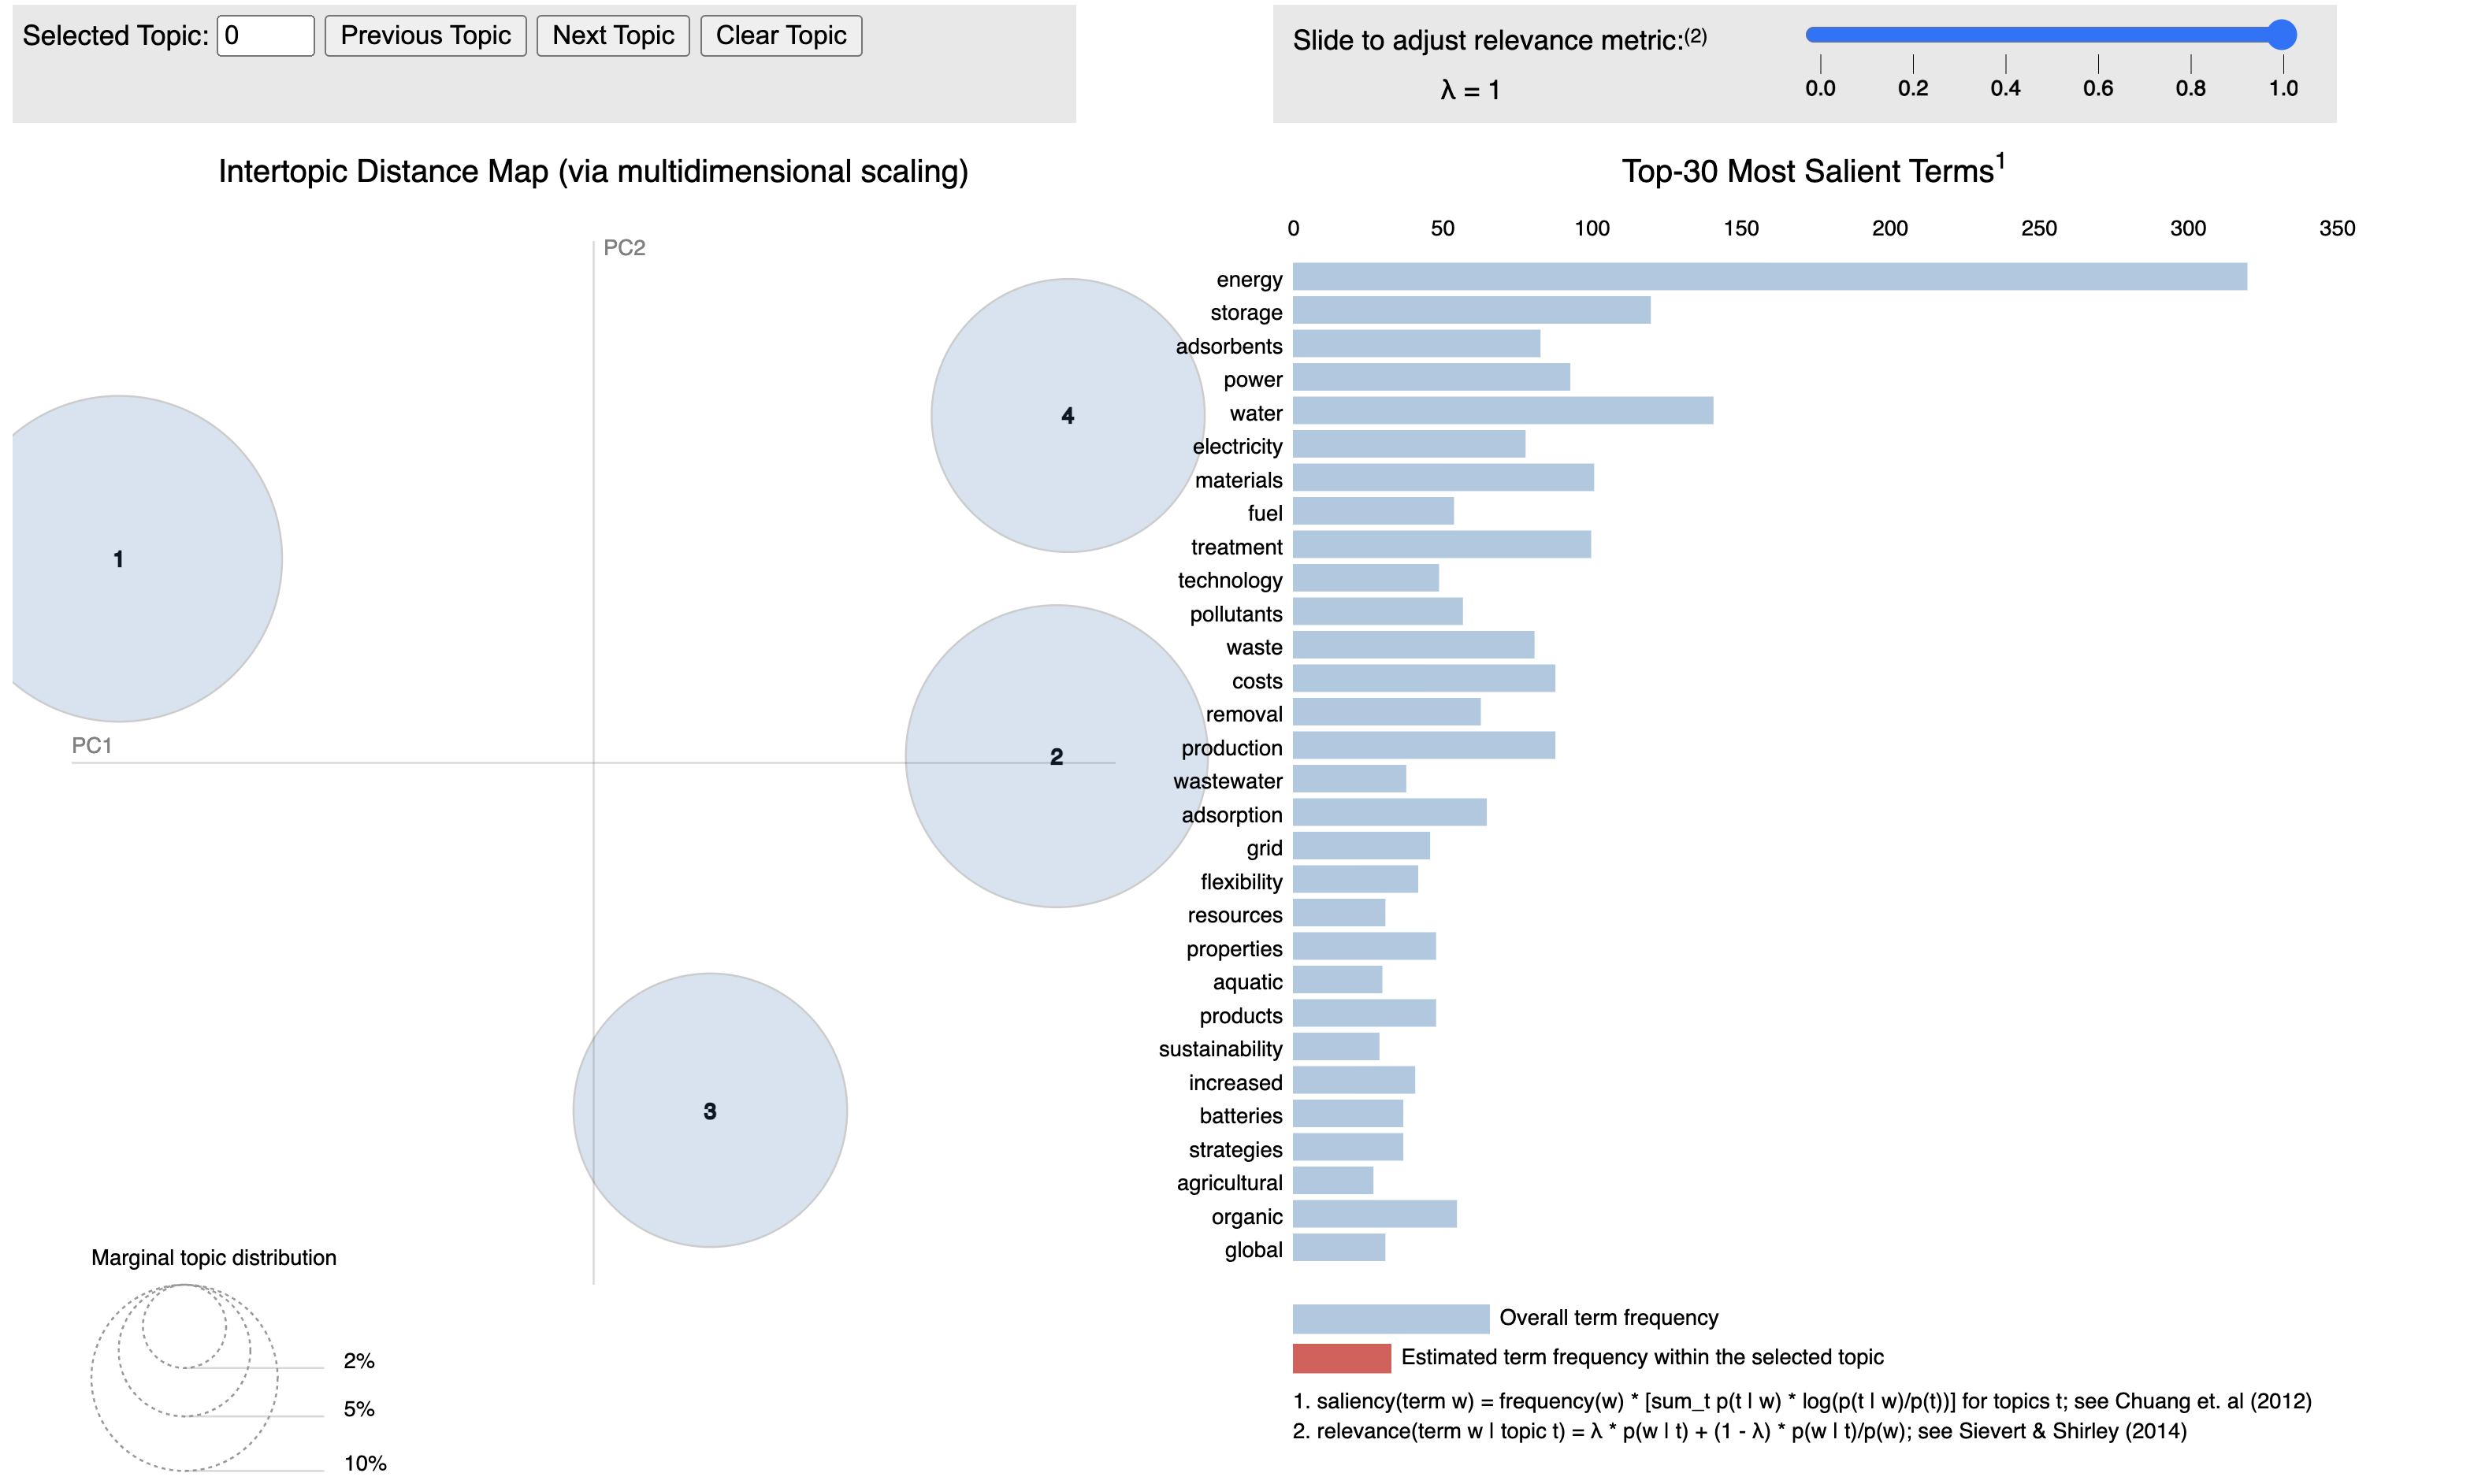 Selected Topic: 0 Previous Topic Next Topic Clear Topic
Slide to adjust relevance metric:(2)
λ = 1
0.0 0.2 0.4 0.6 0.8 1.0
Intertopic Distance Map (via multidimensional scaling)
PC2
PC1
1
4
2
3
Marginal topic distribution
2%
5%
10%
Top-30 Most Salient Terms1
0 50 100 150 200 250 300 350
energy
storage
adsorbents
power
water
electricity
materials
fuel
treatment
technology
pollutants
waste
costs
removal
production
wastewater
adsorption
grid
flexibility
resources
properties
aquatic
products
sustainability
increased
batteries
strategies
agricultural
organic
global
Overall term frequency
Estimated term frequency within the selected topic
1. saliency(term w) = frequency(w) * [sum_t p(t | w) * log(p(t | w)/p(t))] for topics t; see Chuang et. al (2012)
2. relevance(term w | topic t) = λ * p(w | t) + (1 - λ) * p(w | t)/p(w); see Sievert & Shirley (2014)